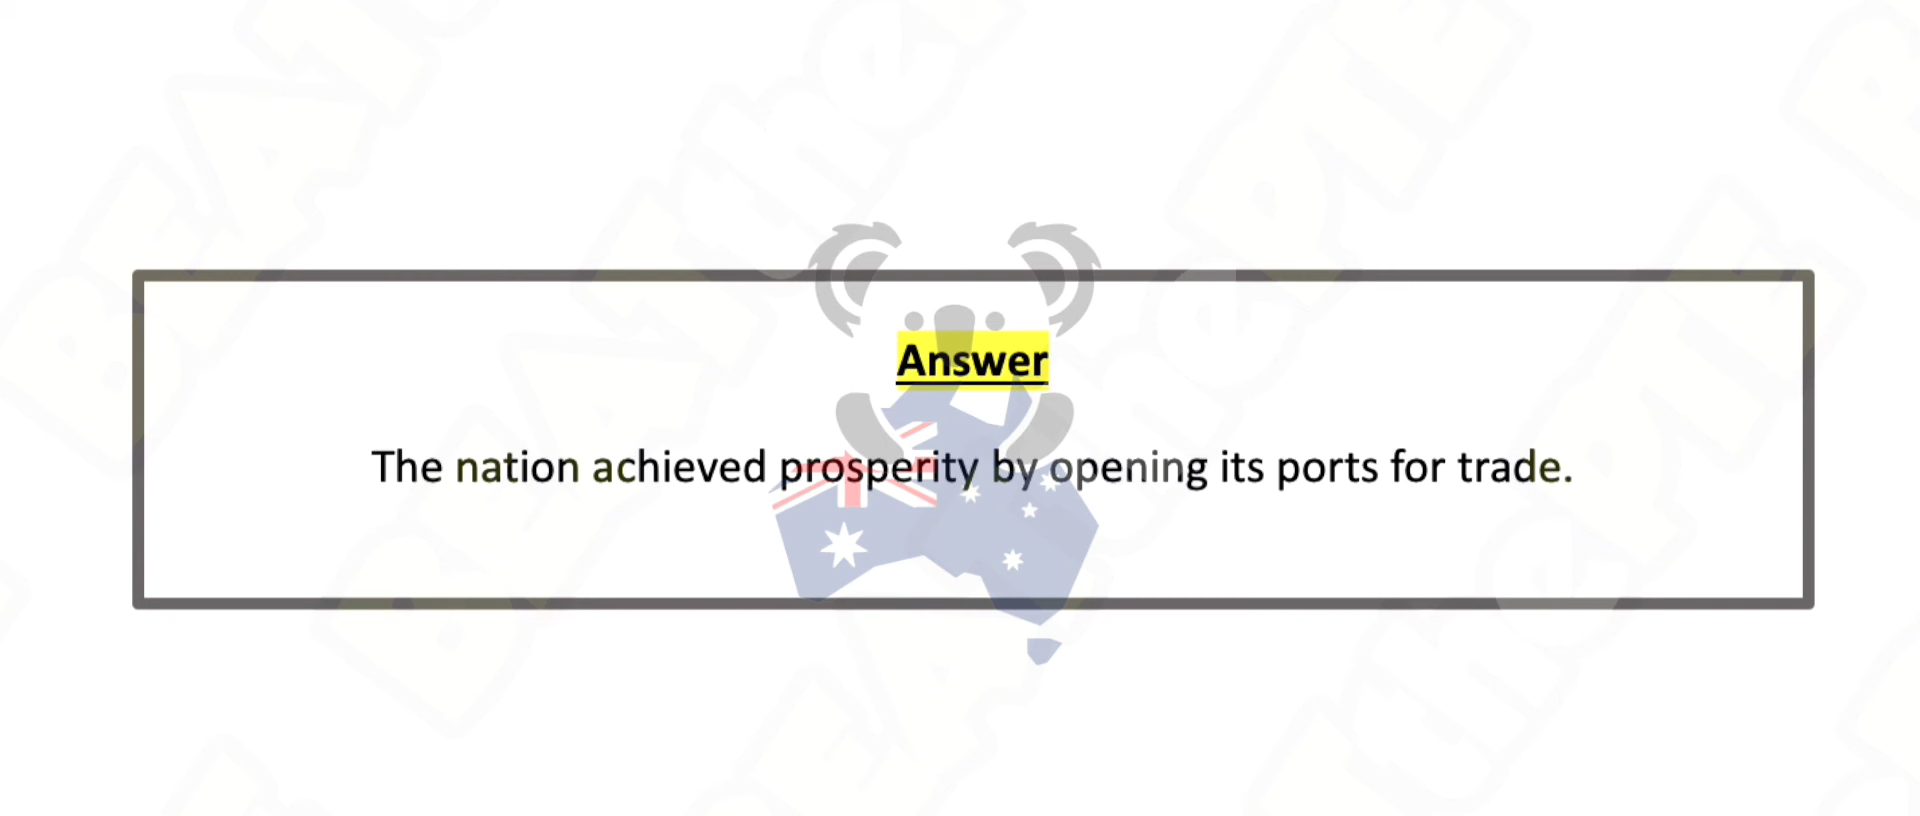 Answer
The nation achieved prosperity by opening its ports for trade.